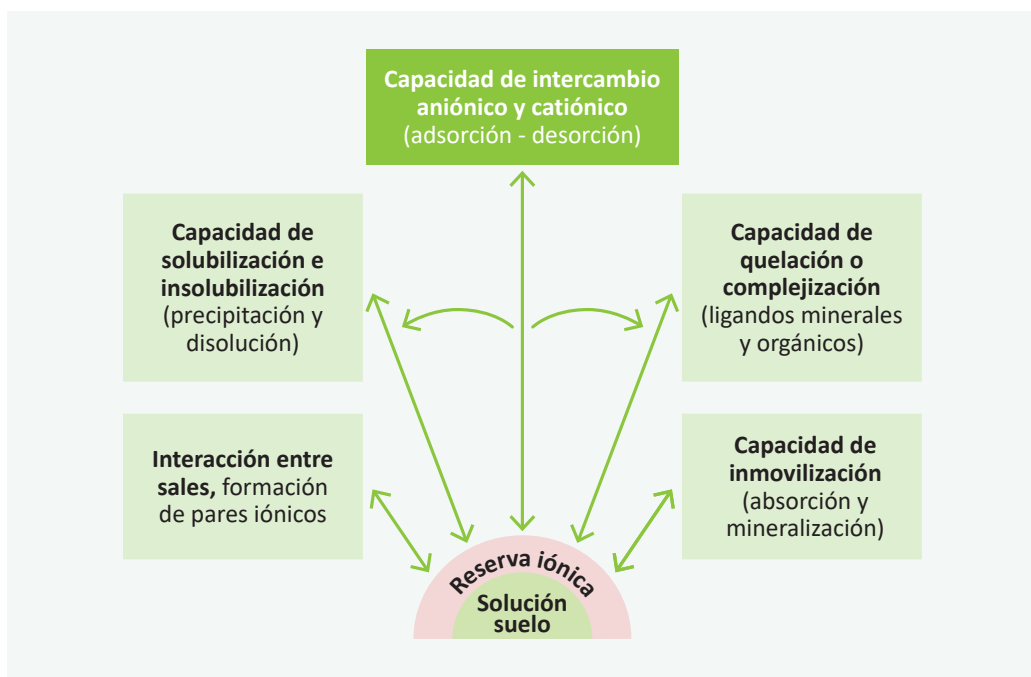 Capacidad de intercambio
aniónico y catiónico
(adsorción - desorción)
Capacidad de
solubilización e
insolubilización
(precipitación y
disolución)
Capacidad de
quelación o
complejización
(ligandos minerales
y orgánicos)
Interacción entre
sales, formación
de pares iónicos
Capacidad de
inmovilización
(absorción y
mineralización)
Reserva iónica
Solución
suelo